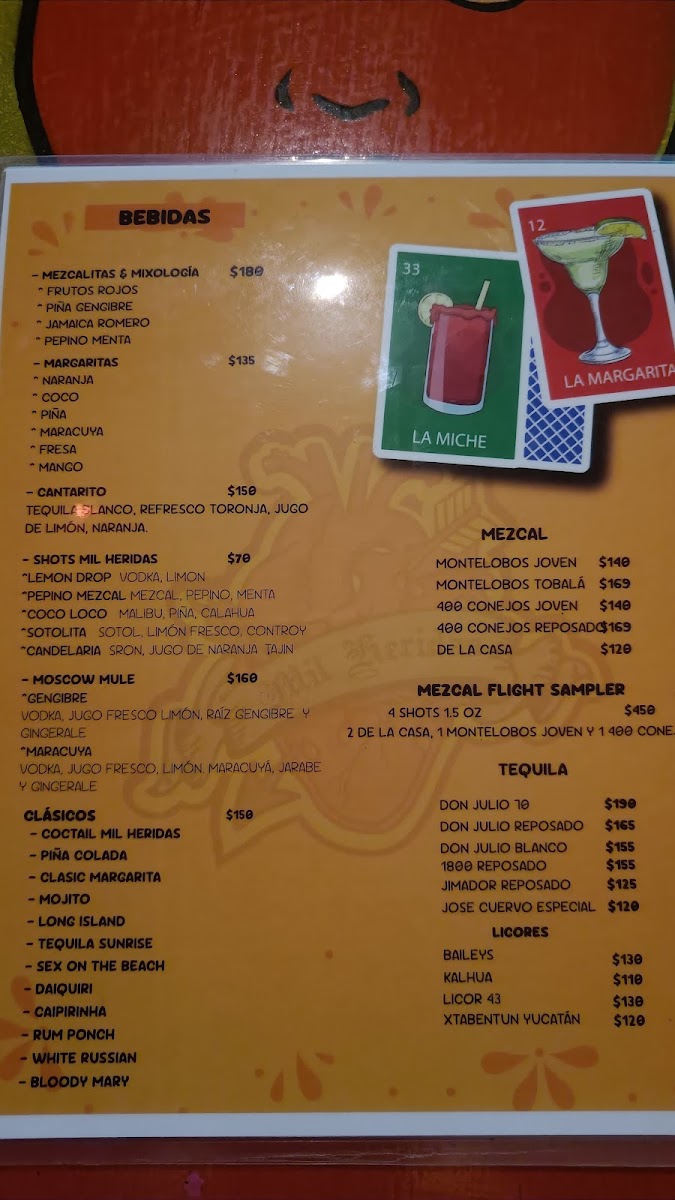 BEBIDAS
- MEZCALITAS & MIXOLOGÍA $180
^ FRUTOS ROJOS
^ PIÑA GENGIBRE
^ JAMAICA ROMERO
^ PEPINO MENTA
- MARGARITAS $135
^ NARANJA
^ COCO
^ PIÑA
^ MARACUYA
^ FRESA
^ MANGO
- CANTARITO $150
TEQUILA BLANCO, REFRESCO TORONJA, JUGO
DE LIMÓN, NARANJA.
- SHOTS MIL HERIDAS $70
^LEMON DROP VODKA, LIMON
^PEPINO MEZCAL MEZCAL, PEPINO, MENTA
^COCO LOCO MALIBU, PIÑA, CALAHUA
^SOTOLITA SOTOL, LIMÓN FRESCO, CONTROY
^CANDELARIA SRON, JUGO DE NARANJA TAJIN
- MOSCOW MULE $160
^GENGIBRE
VODKA, JUGO FRESCO LIMÓN, RAÍZ GENGIBRE Y
GINGERALE
^MARACUYA
VODKA, JUGO FRESCO, LIMÓN. MARACUYÁ, JARABE
Y GINGERALE
CLÁSICOS $150
- COCTAIL MIL HERIDAS
- PIÑA COLADA
- CLASIC MARGARITA
- MOJITO
- LONG ISLAND
- TEQUILA SUNRISE
- SEX ON THE BEACH
- DAIQUIRI
- CAIPIRINHA
- RUM PONCH
- WHITE RUSSIAN
- BLOODY MARY
33
LA MICHE
12
LA MARGARITA
MEZCAL
MONTELOBOS JOVEN $140
MONTELOBOS TOBALÁ $169
400 CONEJOS JOVEN $140
400 CONEJOS REPOSADO $169
DE LA CASA $120
MEZCAL FLIGHT SAMPLER
4 SHOTS 1.5 OZ $450
2 DE LA CASA, 1 MONTELOBOS JOVEN Y 1 400 CONE
TEQUILA
DON JULIO 70 $190
DON JULIO REPOSADO $165
DON JULIO BLANCO $155
1800 REPOSADO $155
JIMADOR REPOSADO $125
JOSE CUERVO ESPECIAL $120
LICORES
BAILEYS $130
KALHUA $110
LICOR 43 $130
XTABENTUN YUCATÁN $120